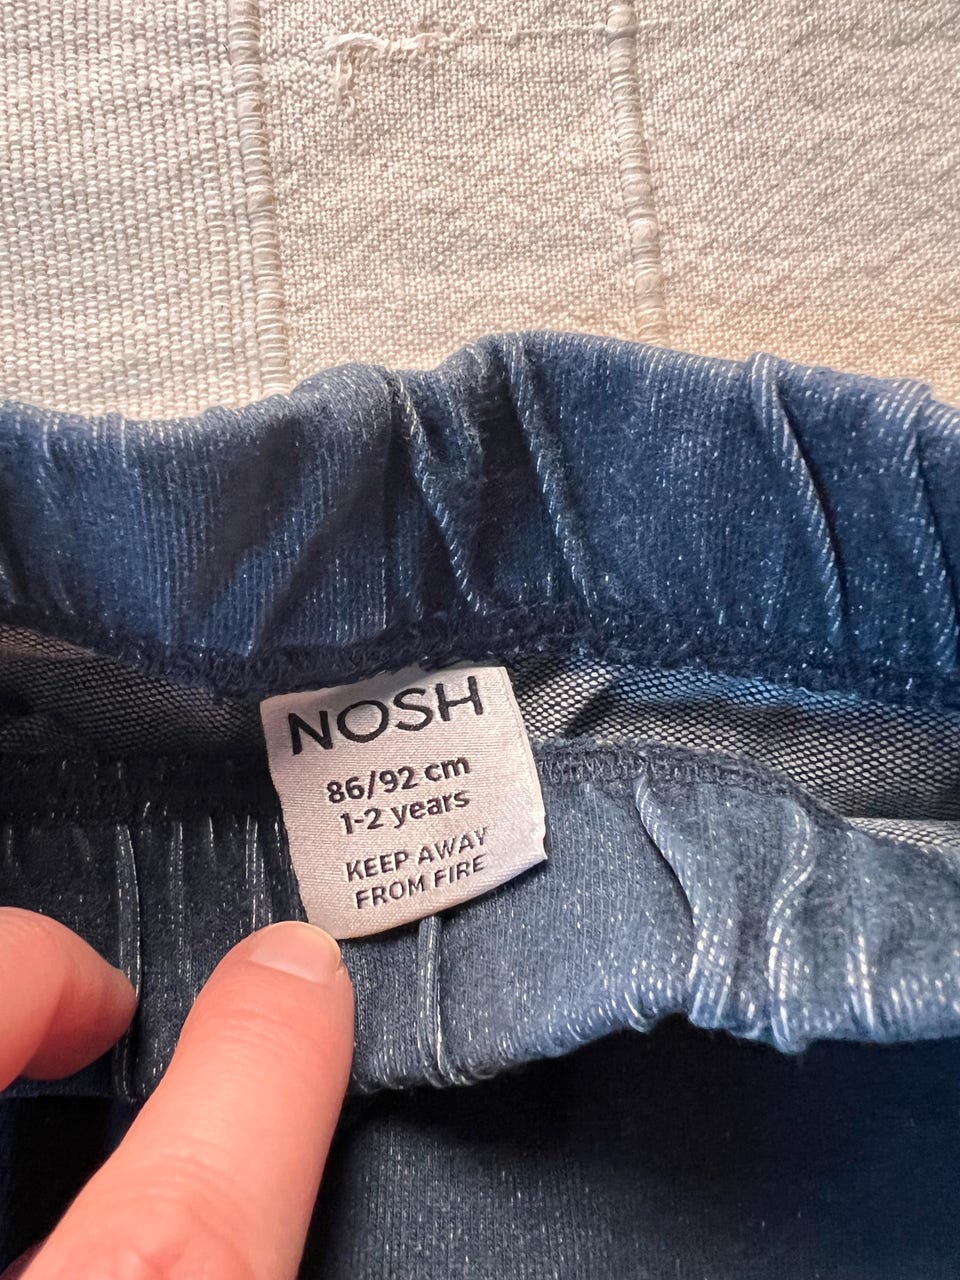 NOSH
86/92 cm
1-2 years
KEEP AWAY
FROM FIRE